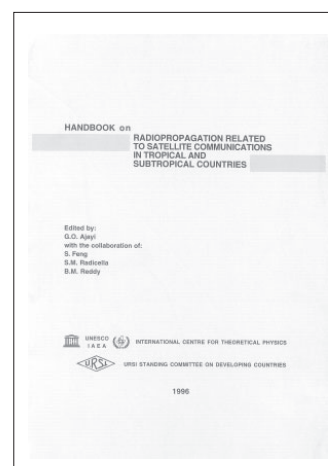 HANDBOOK on
RADIOPROPAGATION RELATED
TO SATELLITE COMMUNICATIONS
IN TROPICAL AND
SUBTROPICAL COUNTRIES
Edited by:
G.O. Ajayi
with the collaboration of:
S. Feng
S.M. Radicella
B.M. Reddy
UNESCO
IAEA
INTERNATIONAL CENTRE FOR THEORETICAL PHYSICS
URSI
URSI STANDING COMMITTEE ON DEVELOPING COUNTRIES
1996